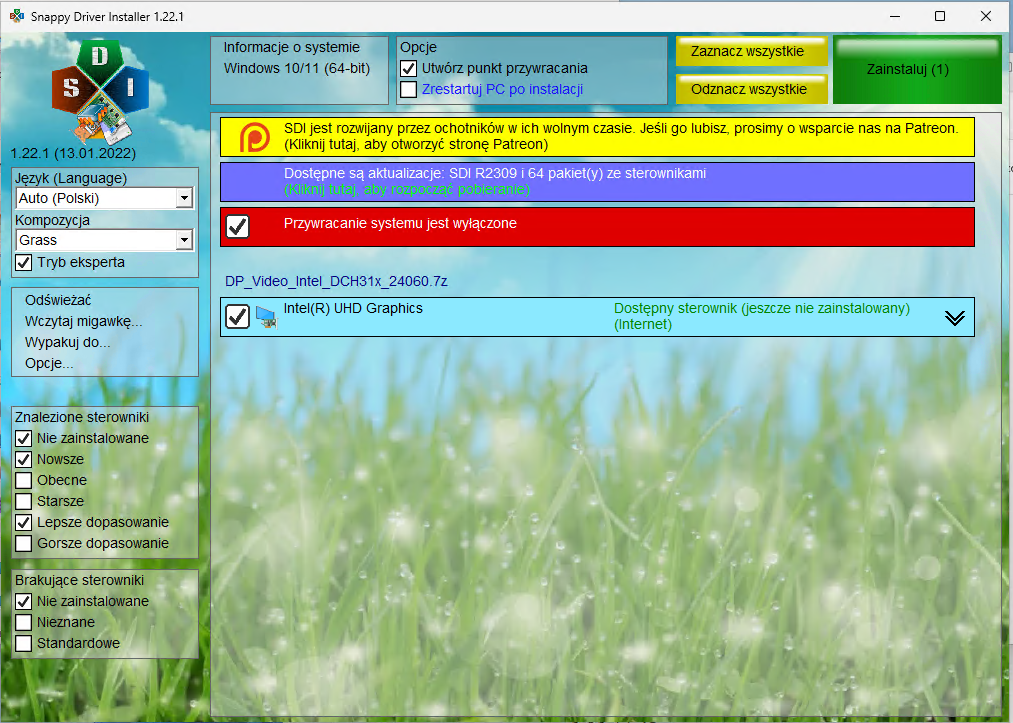 Snappy Driver Installer 1.22.1
D
S
I
1.22.1 (13.01.2022)
Język (Language)
Auto (Polski)
Kompozycja
Grass
Tryb eksperta
Odświeżać
Wczytaj migawkę...
Wypakuj do...
Opcje...
Znalezione sterowniki
Nie zainstalowane
Nowsze
Obecne
Starsze
Lepsze dopasowanie
Gorsze dopasowanie
Brakujące sterowniki
Nie zainstalowane
Nieznane
Standardowe
Informacje o systemie
Windows 10/11 (64-bit)
Opcje
Utwórz punkt przywracania
Zrestartuj PC po instalacji
Zaznacz wszystkie
Odznacz wszystkie
Zainstaluj (1)
SDI jest rozwijany przez ochotników w ich wolnym czasie. Jeśli go lubisz, prosimy o wsparcie nas na Patreon.
(Kliknij tutaj, aby otworzyć stronę Patreon)
Dostępne są aktualizacje: SDI R2309 i 64 pakiet(y) ze sterownikami
(Kliknij tutaj, aby rozpocząć pobieranie)
Przywracanie systemu jest wyłączone
DP_Video_Intel_DCH31x_24060.7z
Intel(R) UHD Graphics
Dostępny sterownik (jeszcze nie zainstalowany)
(Internet)